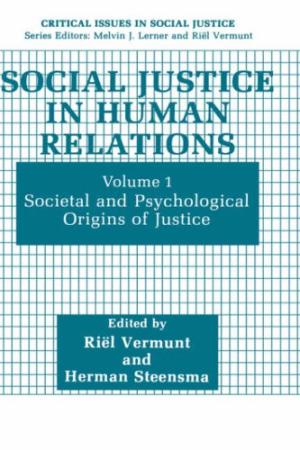 CRITICAL ISSUES IN SOCIAL JUSTICE
Series Editors: Melvin J. Lerner and Riël Vermunt
SOCIAL JUSTICE
IN HUMAN
RELATIONS
Volume 1
Societal and Psychological
Origins of Justice
Edited by
Riël Vermunt
and
Herman Steensma